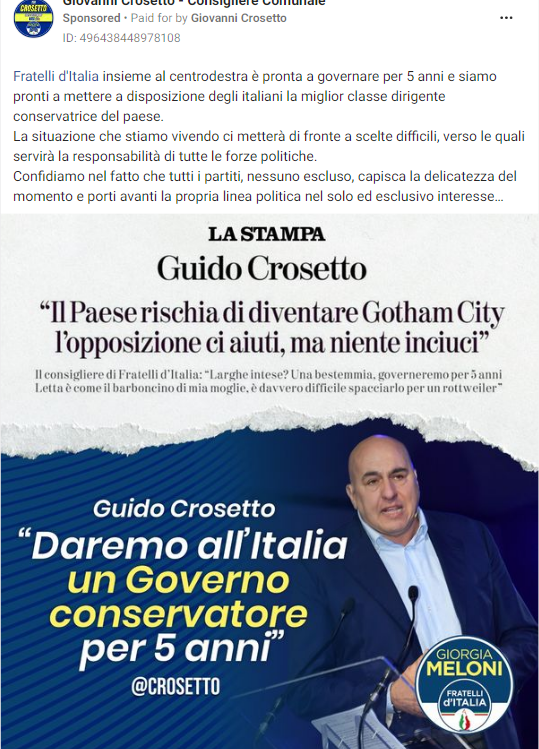 Giovanni Crosetto - Consigliere Comunale
Sponsored • Paid for by Giovanni Crosetto
ID: 496438448978108
Fratelli d'Italia insieme al centrodestra è pronta a governare per 5 anni e siamo
pronti a mettere a disposizione degli italiani la miglior classe dirigente
conservatrice del paese.
La situazione che stiamo vivendo ci metterà di fronte a scelte difficili, verso le quali
servirà la responsabilità di tutte le forze politiche.
Confidiamo nel fatto che tutti i partiti, nessuno escluso, capisca la delicatezza del
momento e porti avanti la propria linea politica nel solo ed esclusivo interesse...
LA STAMPA
Guido Crosetto
“Il Paese rischia di diventare Gotham City
l’opposizione ci aiuti, ma niente inciuci”
Il consigliere di Fratelli d’Italia: “Larghe intese? Una bestemmia, governeremo per 5 anni
Letta è come il barboncino di mia moglie, è davvero difficile spacciarlo per un rottweiler”
Guido Crosetto
“Daremo all’Italia
un Governo
conservatore
per 5 anni”
@CROSETTO
GIORGIA
MELONI
FRATELLI
d'ITALIA
CROSETTO